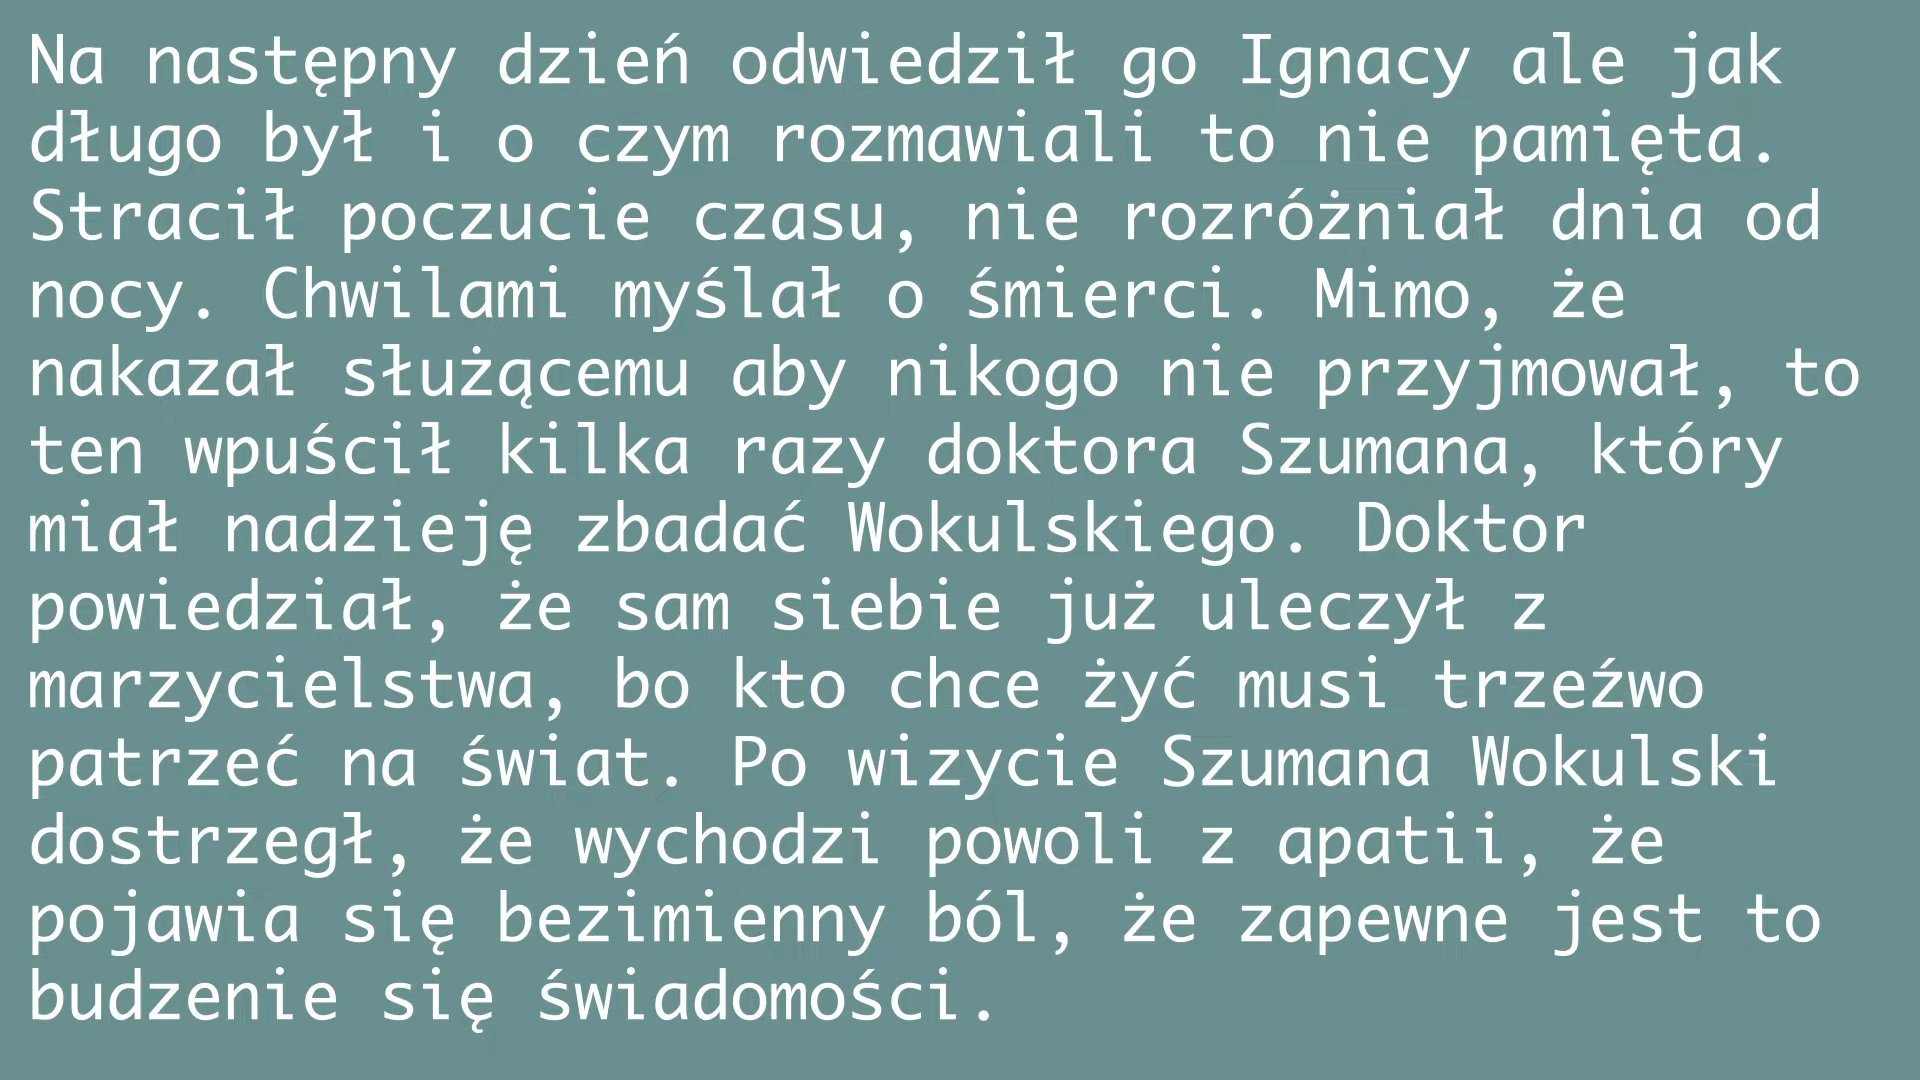 Na następny dzień odwiedził go Ignacy ale jak
długo był i o czym rozmawiali to nie pamięta.
Stracił poczucie czasu, nie rozróżniał dnia od
nocy. Chwilami myślał o śmierci. Mimo, że
nakazał służącemu aby nikogo nie przyjmował, to
ten wpuścił kilka razy doktora Szumana, który
miał nadzieję zbadać Wokulskiego. Doktor
powiedział, że sam siebie już uleczył z
marzycielstwa, bo kto chce żyć musi trzeźwo
patrzeć na świat. Po wizycie Szumana Wokulski
dostrzegł, że wychodzi powoli z apatii, że
pojawia się bezimienny ból, że zapewne jest to
budzenie się świadomości.